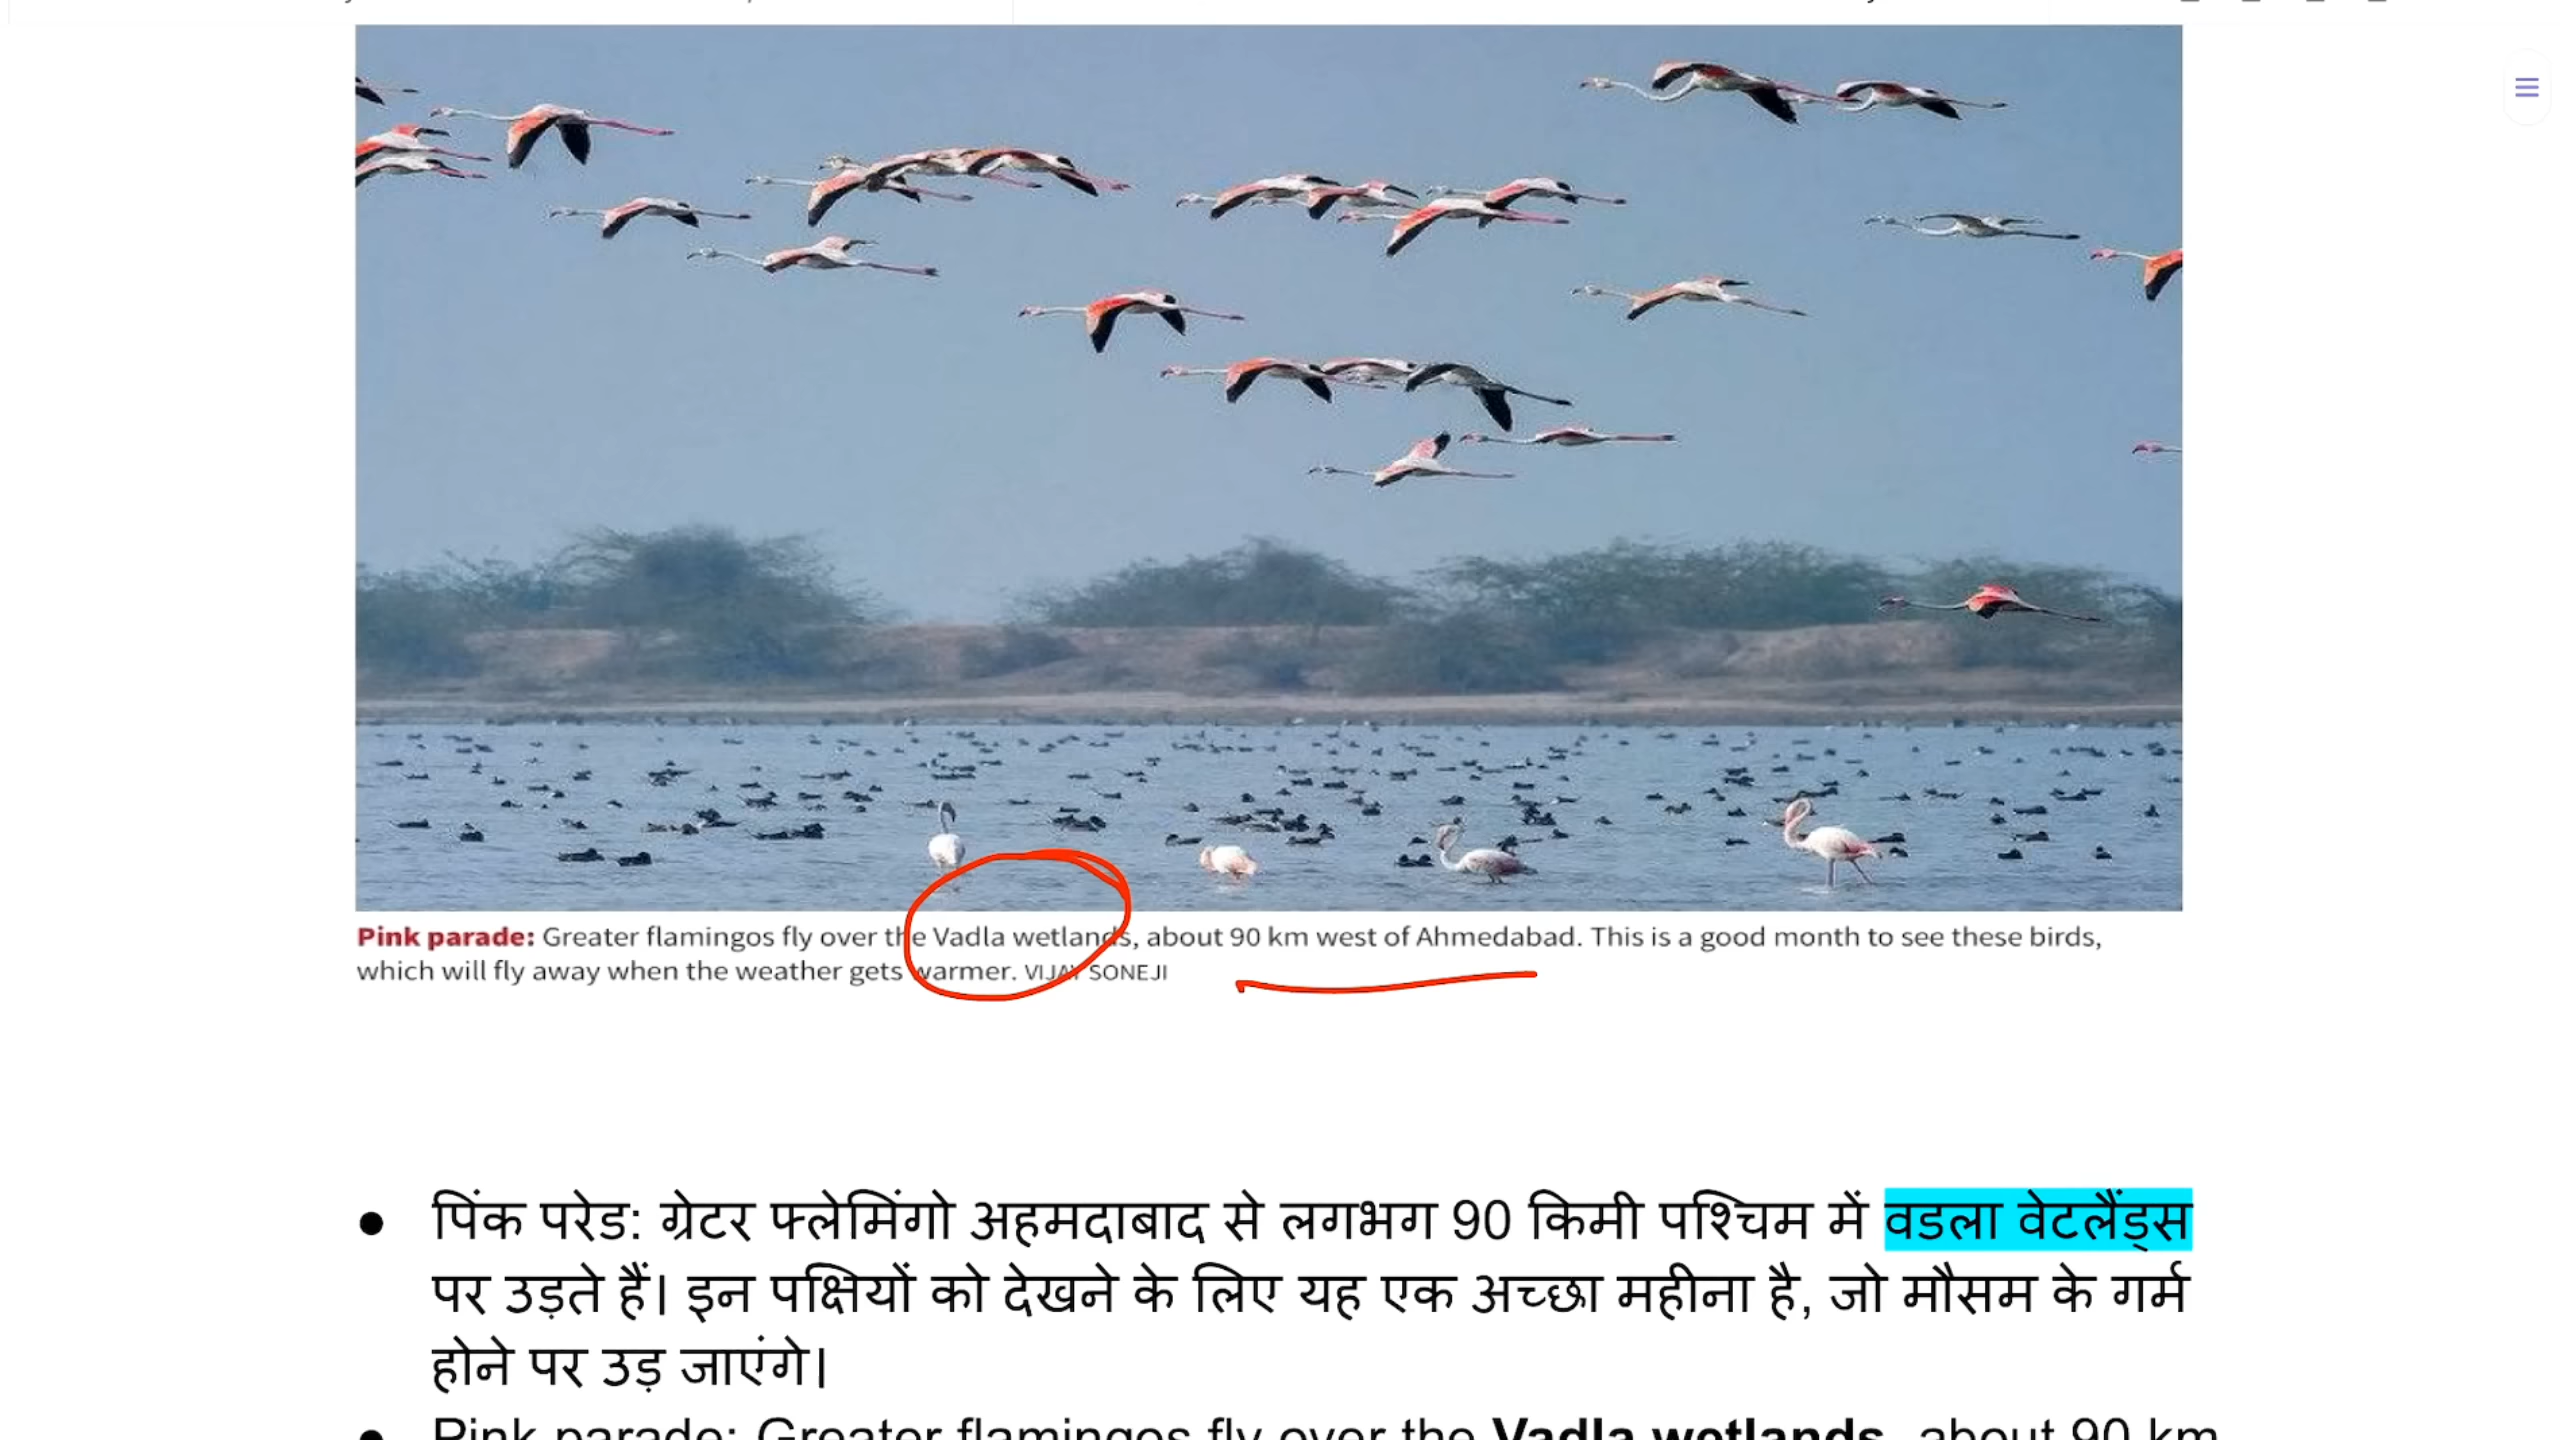 Pink parade: Greater flamingos fly over the Vadla wetlands, about 90 km west of Ahmedabad. This is a good month to see these birds,
which will fly away when the weather gets warmer. VIJAY SONEJI
● पिंक परेड: ग्रेटर फ्लेमिंगो अहमदाबाद से लगभग 90 किमी पश्चिम में वडला वेटलैंड्स
पर उड़ते हैं। इन पक्षियों को देखने के लिए यह एक अच्छा महीना है, जो मौसम के गर्म
होने पर उड़ जाएंगे।
● Pink parade: Greater flamingos fly over the Vadla wetlands, about 90 km